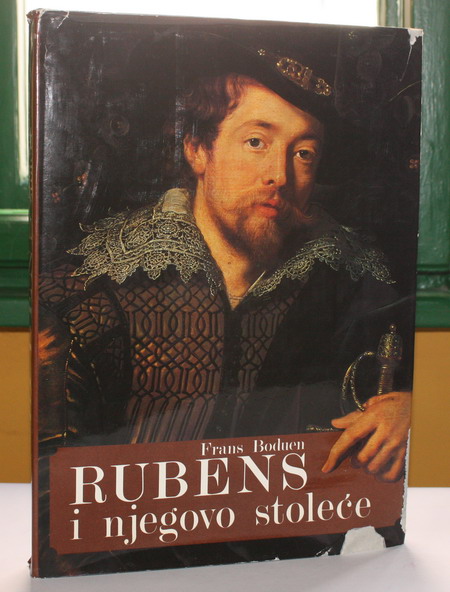 Frans Boduen
RUBENS
i njegovo stoleće